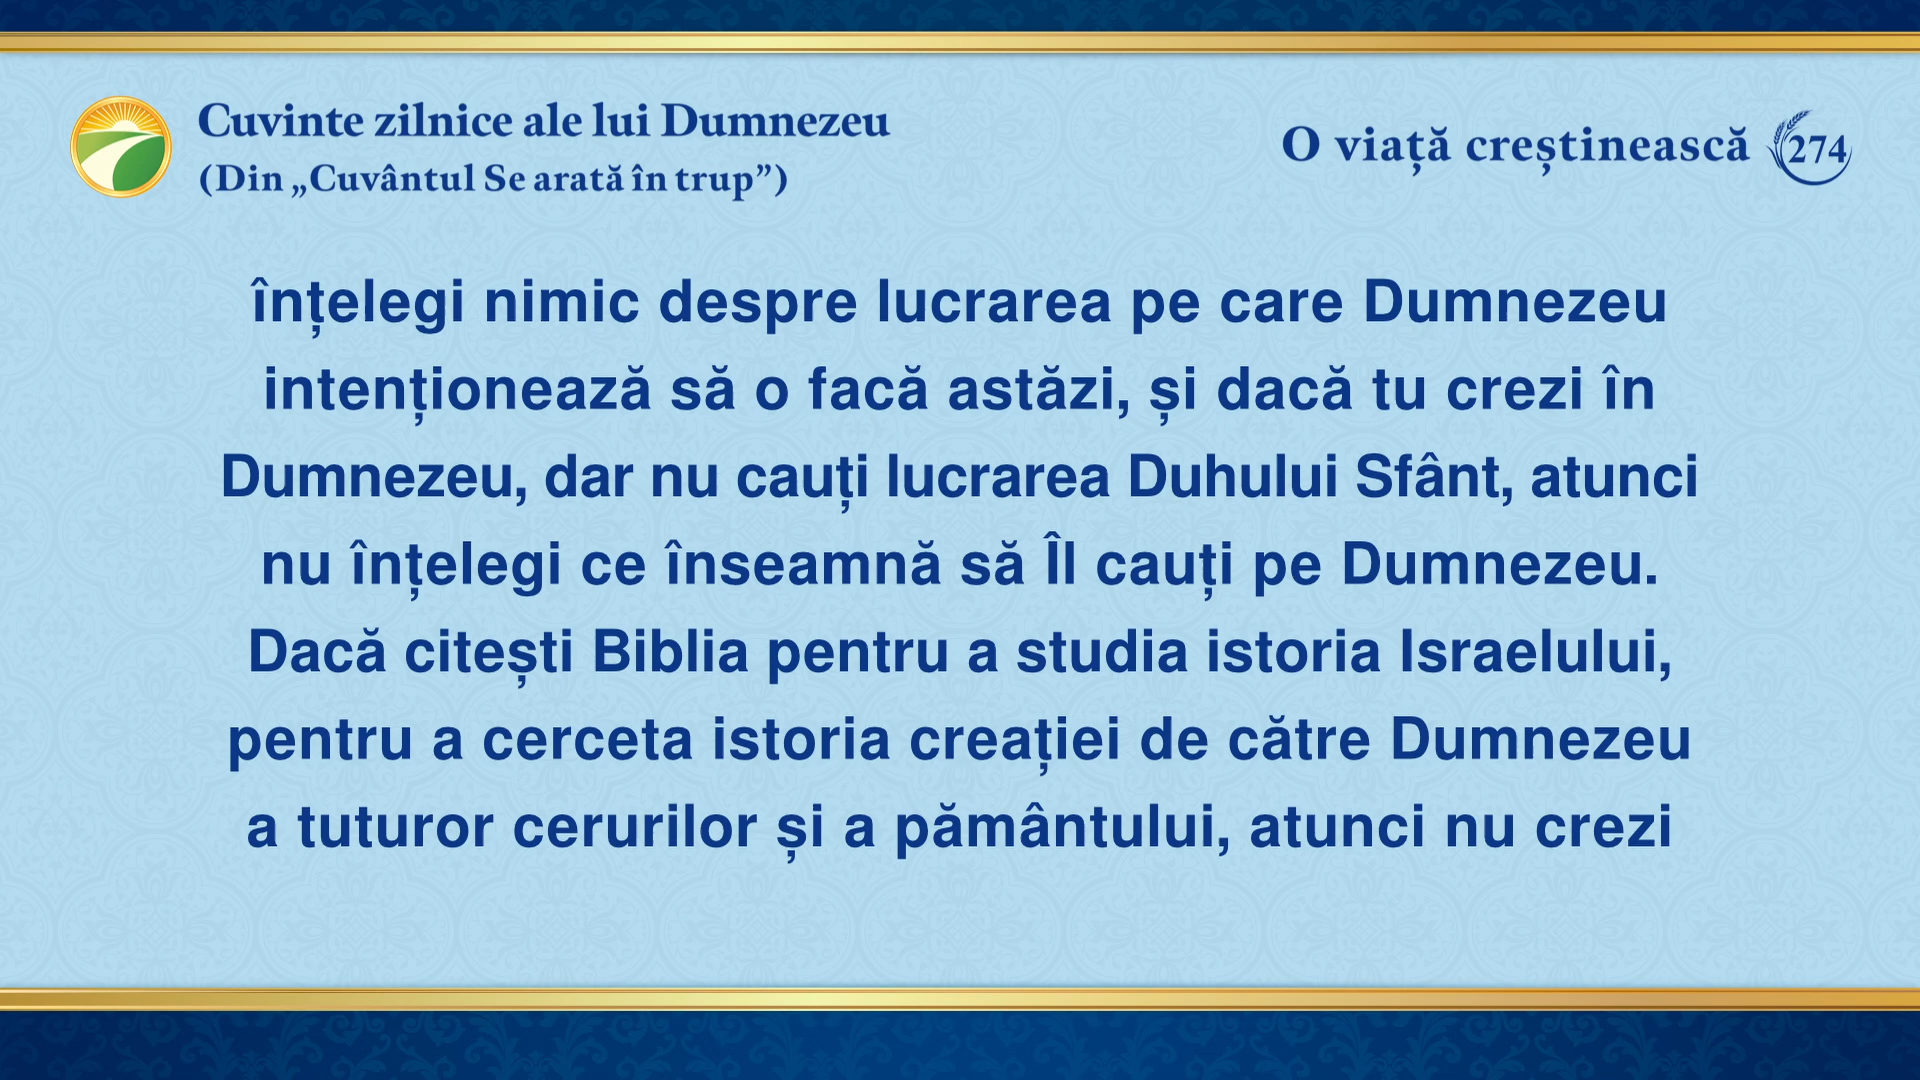 Cuvinte zilnice ale lui Dumnezeu
(Din „Cuvântul Se arată în trup”)
O viață creștinească 274
înțelegi nimic despre lucrarea pe care Dumnezeu
intenționează să o facă astăzi, și dacă tu crezi în
Dumnezeu, dar nu cauți lucrarea Duhului Sfânt, atunci
nu înțelegi ce înseamnă să Îl cauți pe Dumnezeu.
Dacă citești Biblia pentru a studia istoria Israelului,
pentru a cerceta istoria creației de către Dumnezeu
a tuturor cerurilor și a pământului, atunci nu crezi